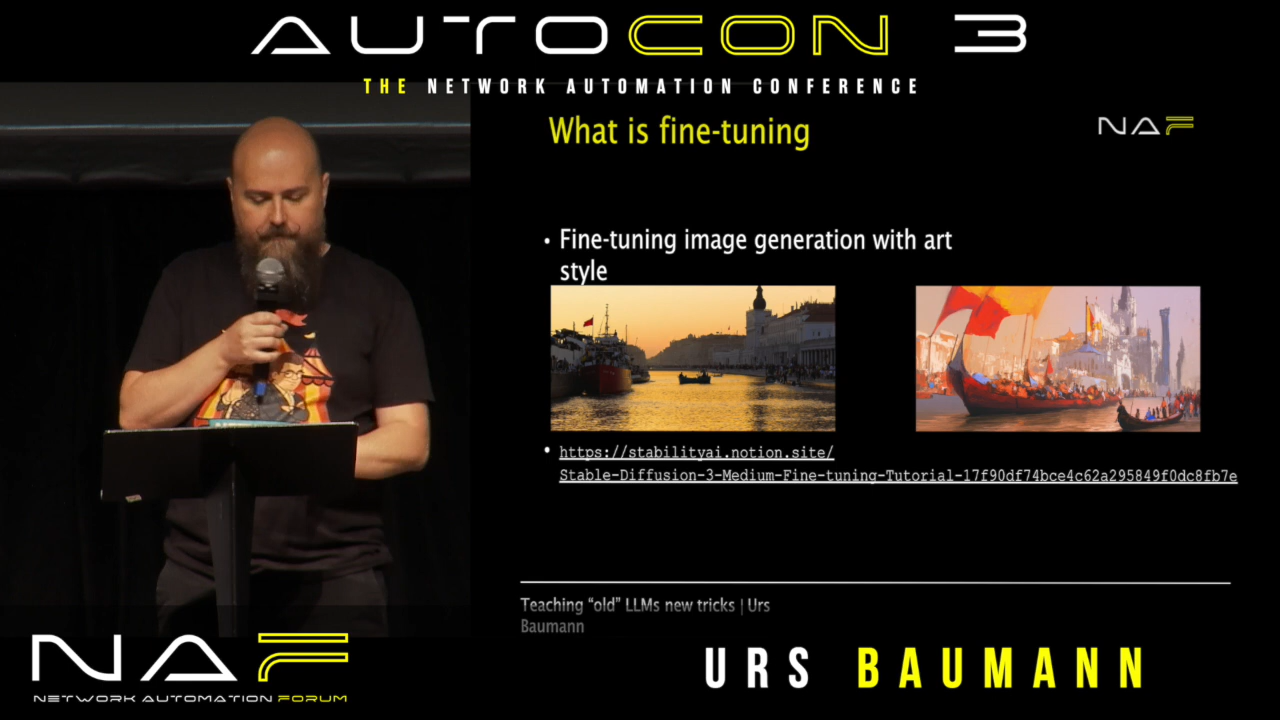 AUTOCON 3
THE NETWORK AUTOMATION CONFERENCE
What is fine-tuning
NAF
• Fine-tuning image generation with art
style
• https://stabilityai.notion.site/
Stable-Diffusion-3-Medium-Fine-tuning-Tutorial-17f90df74bce4c62a295849f0dc8fb7e
Teaching “old” LLMs new tricks | Urs
Baumann
NAF
NETWORK AUTOMATION FORUM
URS BAUMANN